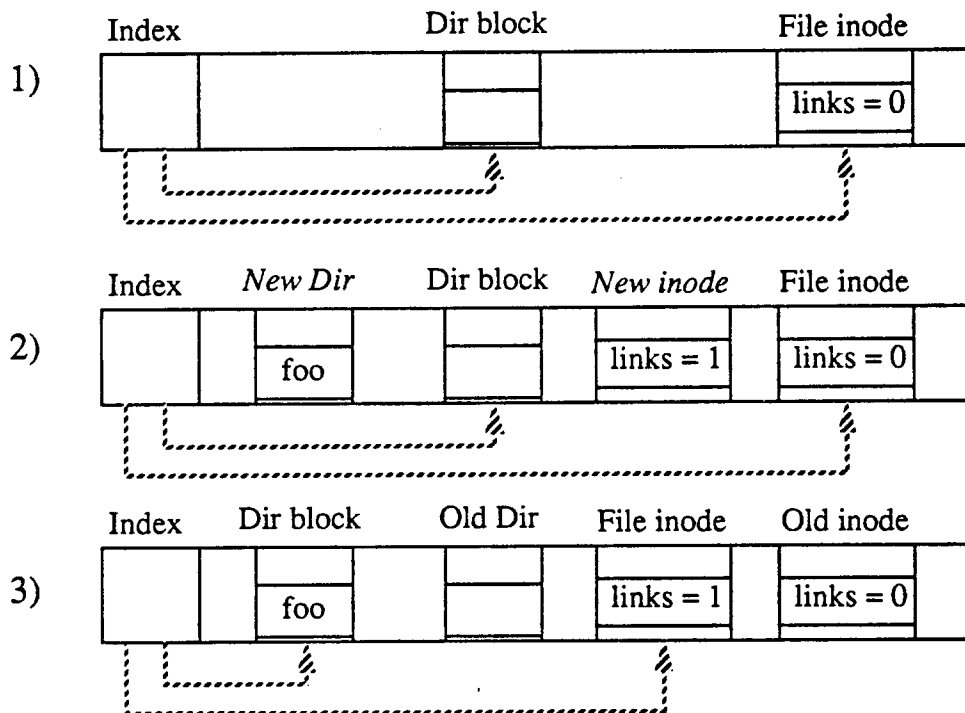 Index Dir block File inode
1)
links = 0
Index New Dir Dir block New inode File inode
2)
foo links = 1 links = 0
Index Dir block Old Dir File inode Old inode
3)
foo links = 1 links = 0